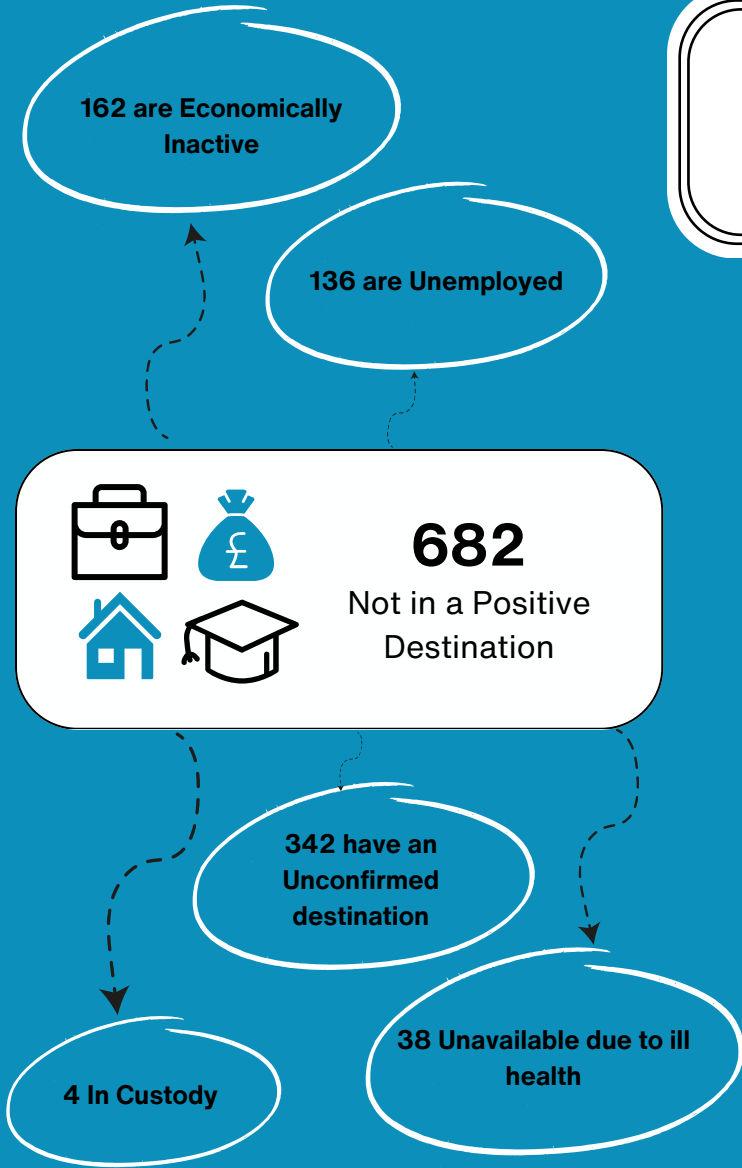 162 are Economically
Inactive
136 are Unemployed
£
682
Not in a Positive
Destination
342 have an
Unconfirmed
destination
38 Unavailable due to ill
health
4 In Custody